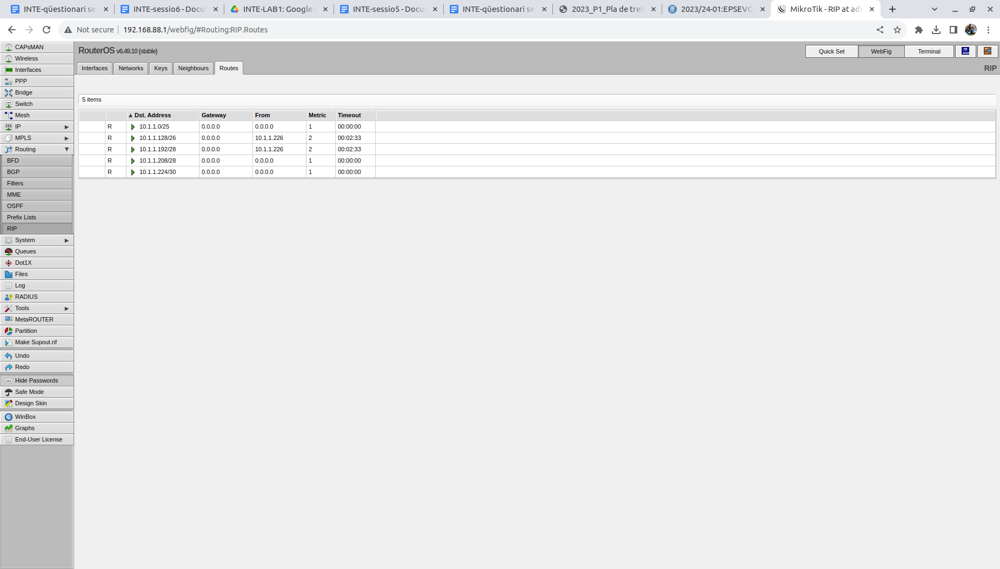 INTE-qüestionari se
INTE-sessio6 - Docu
INTE-LAB1: Google
INTE-sessio5 - Docu
INTE-qüestionari se
2023_P1_Pla de treb
2023/24-01:EPSEVG
MikroTik - RIP at adm
Not secure
192.168.88.1/webfig/#Routing:RIP.Routes
CAPsMAN
Wireless
Interfaces
PPP
Bridge
Switch
Mesh
IP
MPLS
Routing
BFD
BGP
Filters
MME
OSPF
Prefix Lists
RIP
System
Queues
Dot1X
Files
Log
RADIUS
Tools
MetaROUTER
Partition
Make Supout.rif
Undo
Redo
Hide Passwords
Safe Mode
Design Skin
WinBox
Graphs
End-User License
RouterOS v6.49.10 (stable)
Quick Set WebFig Terminal
Interfaces Networks Keys Neighbours Routes
RIP
5 items
Dst. Address Gateway From Metric Timeout
R 10.1.1.0/25 0.0.0.0 0.0.0.0 1 00:00:00
R 10.1.1.128/26 0.0.0.0 10.1.1.226 2 00:02:33
R 10.1.1.192/28 0.0.0.0 10.1.1.226 2 00:02:33
R 10.1.1.208/28 0.0.0.0 0.0.0.0 1 00:00:00
R 10.1.1.224/30 0.0.0.0 0.0.0.0 1 00:00:00